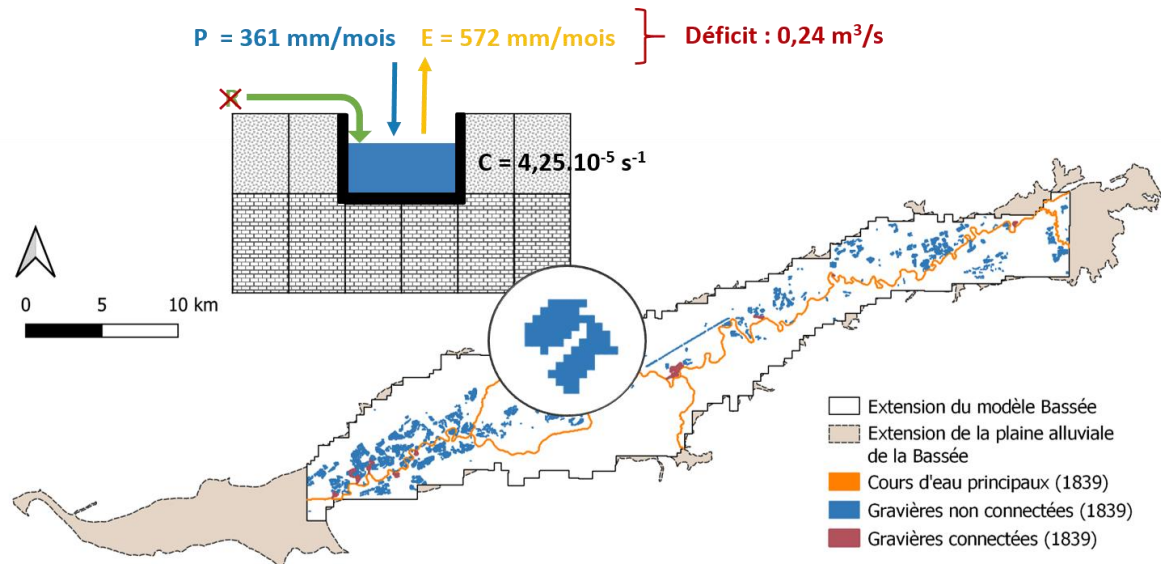 P = 361 mm/mois
E = 572 mm/mois
Déficit : 0,24 m³/s
R
C = 4,25.10⁻⁵ s⁻¹
0 5 10 km
Extension du modèle Bassée
Extension de la plaine alluviale
de la Bassée
Cours d'eau principaux (1839)
Gravières non connectées (1839)
Gravières connectées (1839)